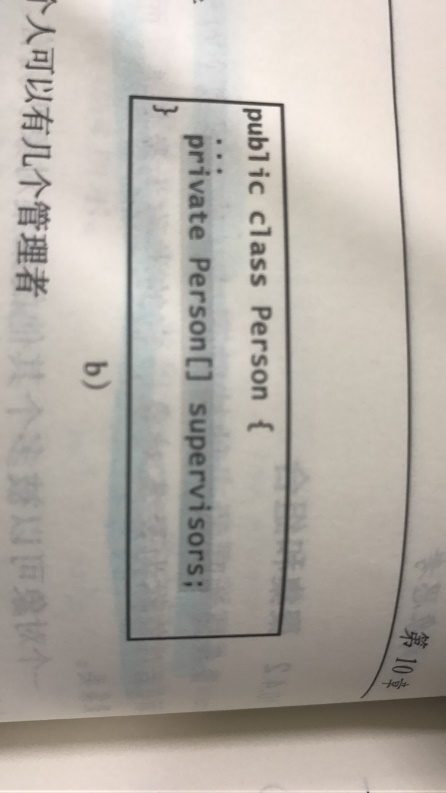 第10章
public class Person {
...
private Person[] supervisors;
}
b)
个人可以有几个管理者